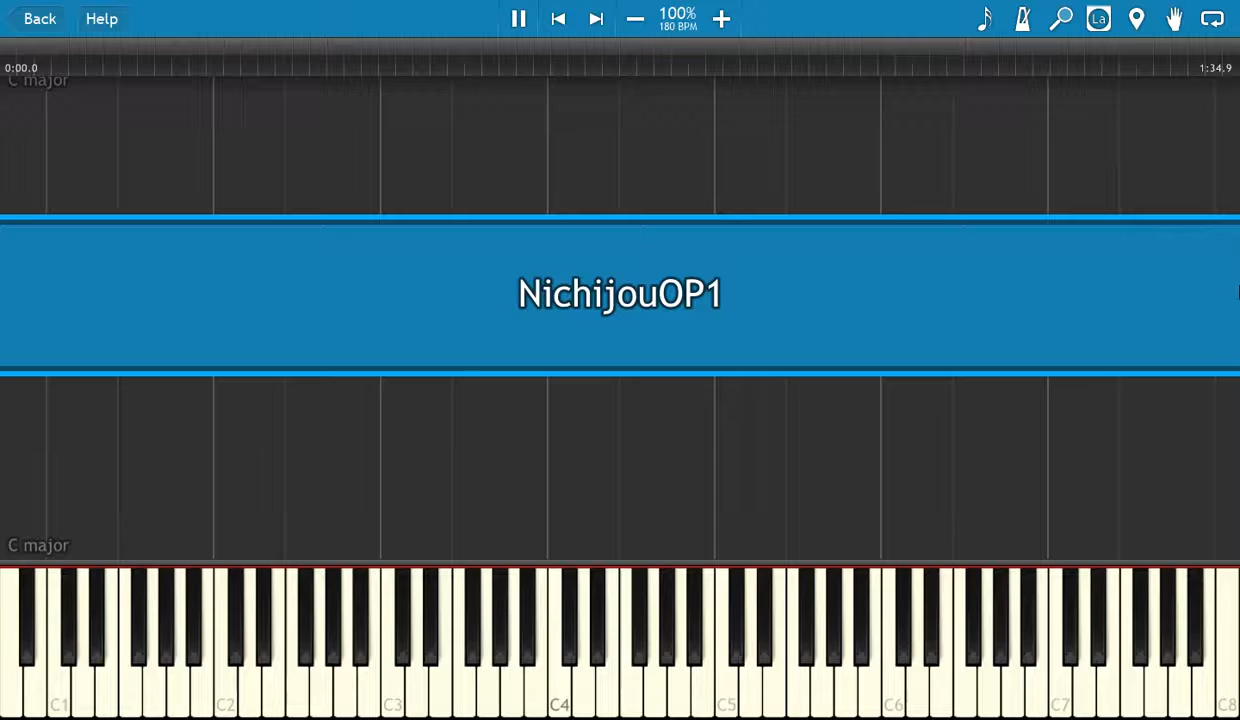 Back
Help
100%
180 BPM
La
0:00.0
1:34.9
C major
NichijouOP1
C major
C1
C2
C3
C4
C5
C6
C7
C8